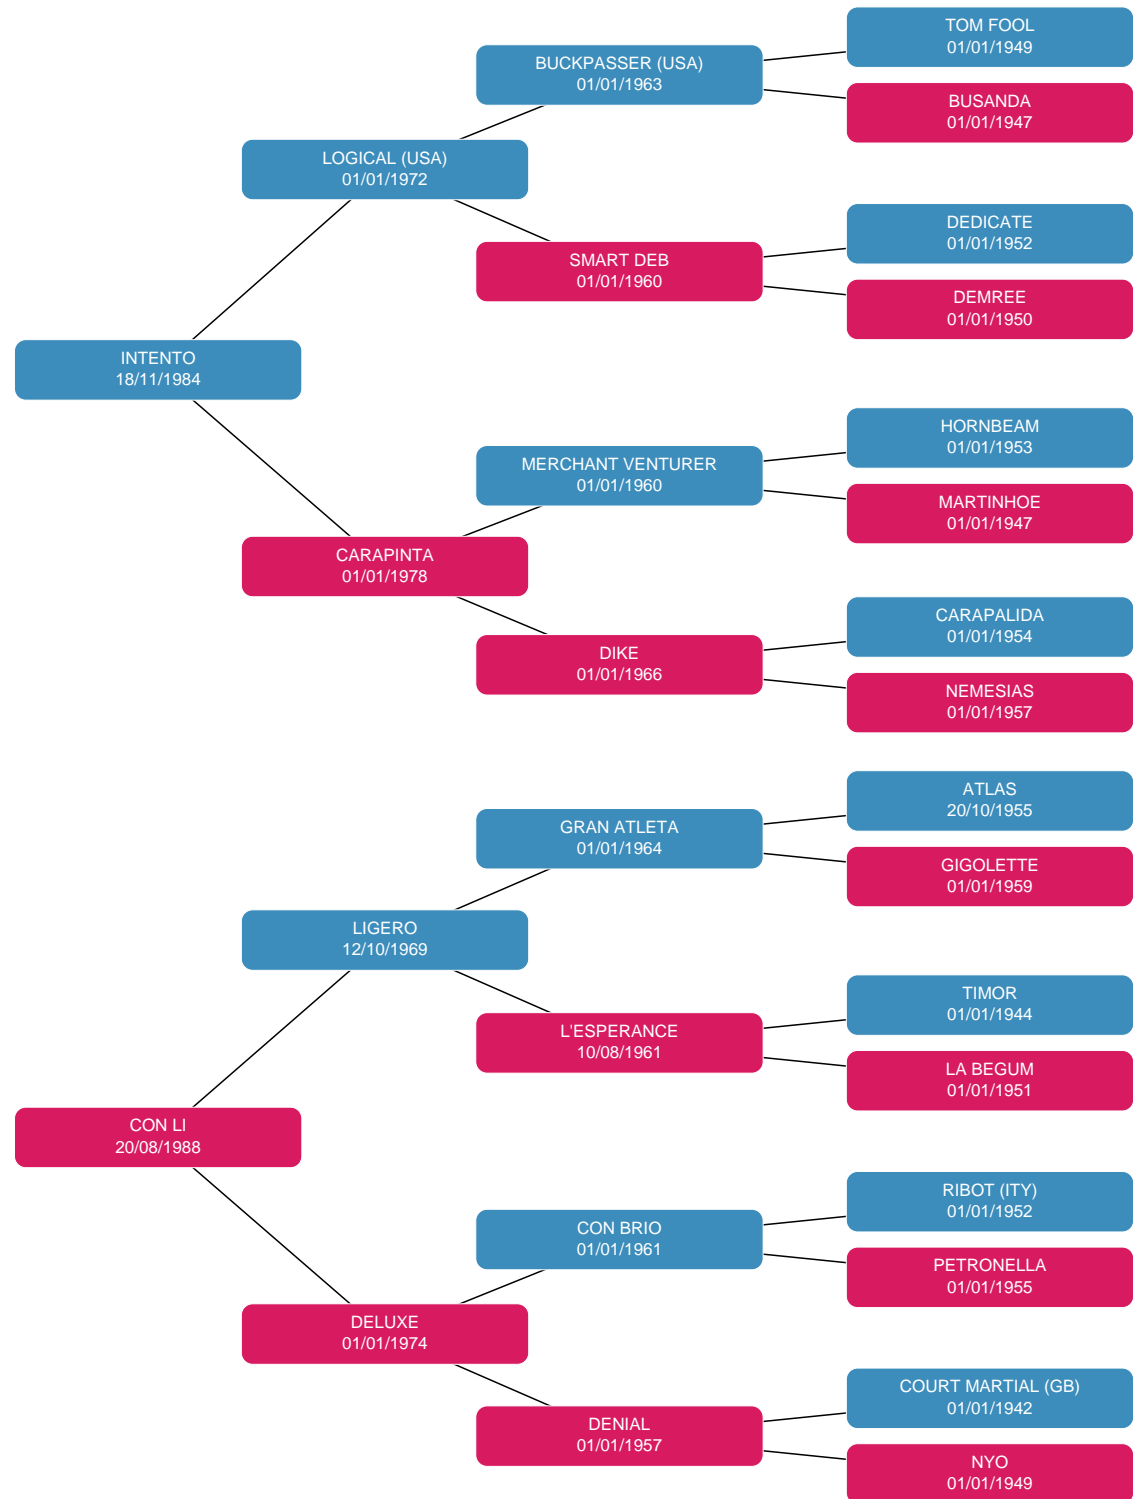 TOM FOOL
01/01/1949
BUCKPASSER (USA)
01/01/1963
BUSANDA
01/01/1947
LOGICAL (USA)
01/01/1972
DEDICATE
01/01/1952
SMART DEB
01/01/1960
DEMREE
01/01/1950
INTENTO
18/11/1984
HORNBEAM
01/01/1953
MERCHANT VENTURER
01/01/1960
MARTINHOE
01/01/1947
CARAPINTA
01/01/1978
CARAPALIDA
01/01/1954
DIKE
01/01/1966
NEMESIAS
01/01/1957
ATLAS
20/10/1955
GRAN ATLETA
01/01/1964
GIGOLETTE
01/01/1959
LIGERO
12/10/1969
TIMOR
01/01/1944
L'ESPERANCE
10/08/1961
LA BEGUM
01/01/1951
CON LI
20/08/1988
RIBOT (ITY)
01/01/1952
CON BRIO
01/01/1961
PETRONELLA
01/01/1955
DELUXE
01/01/1974
COURT MARTIAL (GB)
01/01/1942
DENIAL
01/01/1957
NYO
01/01/1949